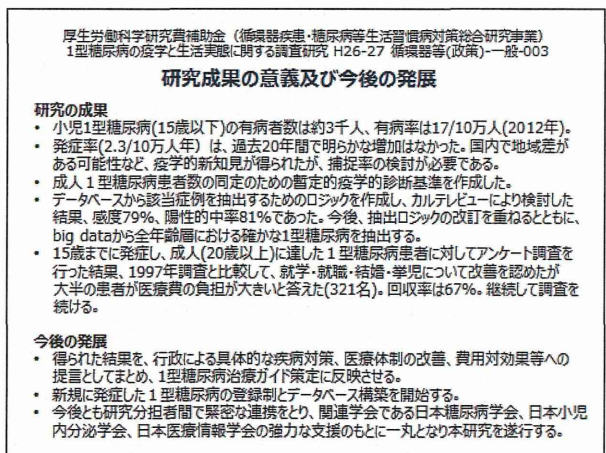 厚生労働科学研究費補助金（循環器疾患・糖尿病等生活習慣病対策総合研究事業）
1型糖尿病の疫学と生活実態に関する調査研究 H26-27 循環器等(政策)-一般-003
研究成果の意義及び今後の発展
研究の成果
• 小児1型糖尿病(15歳以下)の有病者数は約3千人、有病率は17/10万人(2012年)。
• 発症率(2.3/10万人年）は、過去20年間で明らかな増加はなかった。国内で地域差が
ある可能性など、疫学的新知見が得られたが、捕捉率の検討が必要である。
• 成人１型糖尿病患者数の同定のための暫定的疫学的診断基準を作成した。
• データベースから該当症例を抽出するためのロジックを作成し、カルテレビューにより検討した
結果、感度79%、陽性的中率81%であった。今後、抽出ロジックの改訂を重ねるとともに、
big dataから全年齢層における確かな1型糖尿病を抽出する。
• 15歳までに発症し、成人(20歳以上)に達した１型糖尿病患者に対してアンケート調査を
行った結果、1997年調査と比較して、就学・就職・結婚・挙児について改善を認めたが
大半の患者が医療費の負担が大きいと答えた(321名)。回収率は67%。継続して調査を
続ける。
今後の発展
• 得られた結果を、行政による具体的な疾病対策、医療体制の改善、費用対効果等への
提言としてまとめ、1型糖尿病治療ガイド策定に反映させる。
• 新規に発症した１型糖尿病の登録制とデータベース構築を開始する。
• 今後とも研究分担者間で緊密な連携をとり、関連学会である日本糖尿病学会、日本小児
内分泌学会、日本医療情報学会の強力な支援のもとに一丸となり本研究を遂行する。